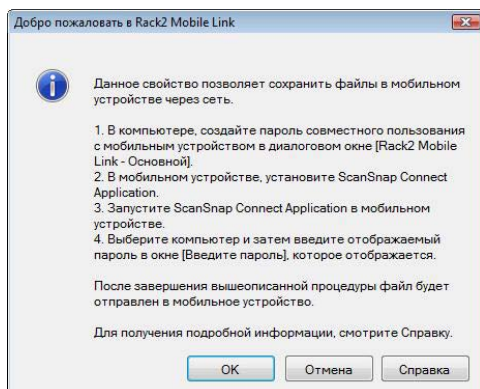 Добро пожаловать в Rack2 Mobile Link
Данное свойство позволяет сохранить файлы в мобильном
устройстве через сеть.
1. В компьютере, создайте пароль совместного пользования
с мобильным устройством в диалоговом окне [Rack2 Mobile
Link - Основной].
2. В мобильном устройстве, установите ScanSnap Connect
Application.
3. Запустите ScanSnap Connect Application в мобильном
устройстве.
4. Выберите компьютер и затем введите отображаемый
пароль в окне [Введите пароль], которое отображается.
После завершения вышеописанной процедуры файл будет
отправлен в мобильное устройство.
Для получения подробной информации, смотрите Справку.
OK Отмена Справка